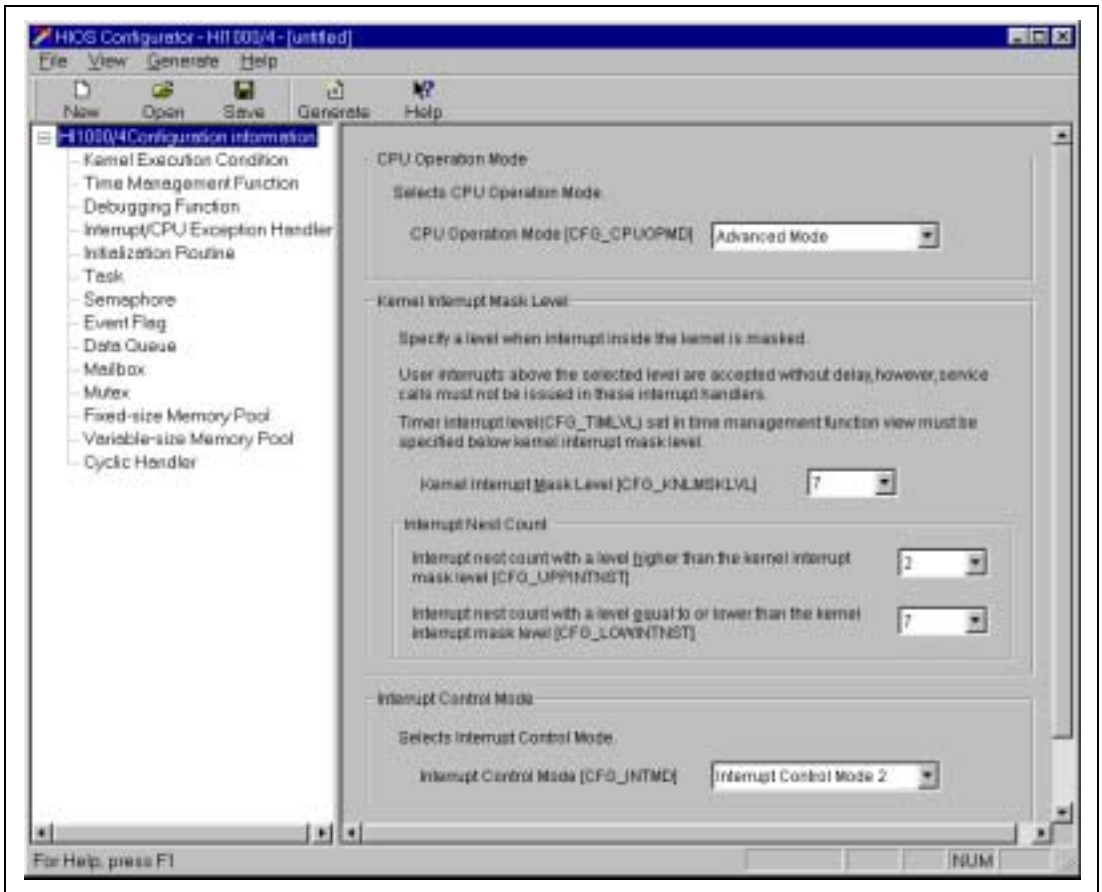 HIOS Configurator - HI1000/4 - [untitled]
File View Generate Help
New Open Save Generate Help
HI1000/4Configuration information
Kernel Execution Condition
Time Management Function
Debugging Function
Interrupt/CPU Exception Handler
Initialization Routine
Task
Semaphore
Event Flag
Data Queue
Mailbox
Mutex
Fixed-size Memory Pool
Variable-size Memory Pool
Cyclic Handler
CPU Operation Mode
Selects CPU Operation Mode.
CPU Operation Mode [CFG_CPUOPMD] Advanced Mode
Kernel Interrupt Mask Level
Specify a level when interrupt inside the kernel is masked.
User interrupts above the selected level are accepted without delay,however,service
calls must not be issued in these interrupt handlers.
Timer interrupt level(CFG_TIMLVL) set in time management function view must be
specified below kernel interrupt mask level.
Kernel Interrupt Mask Level [CFG_KNLMSKLVL] 7
Interrupt Nest Count
Interrupt nest count with a level higher than the kernel interrupt
mask level [CFG_UPPINTNST] 2
Interrupt nest count with a level equal to or lower than the kernel
interrupt mask level [CFG_LOWINTNST] 7
Interrupt Control Mode
Selects Interrupt Control Mode.
Interrupt Control Mode [CFG_INTMD] Interrupt Control Mode 2
For Help, press F1
NUM